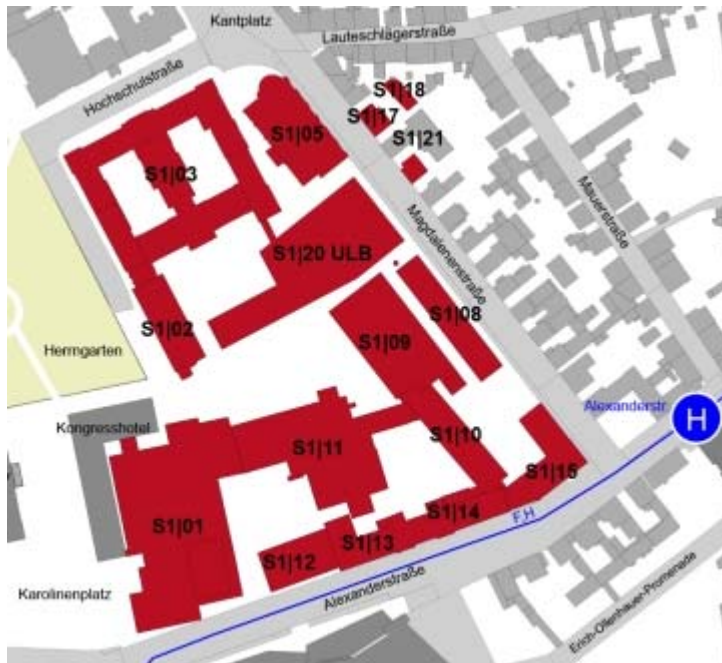 Kantplatz
Lauteschlägerstraße
Hochschulstraße
S1|18
S1|17
S1|05
S1|21
S1|03
Mauerstraße
Magdalenenstraße
S1|20 ULB
S1|08
S1|02
S1|09
Herrngarten
Alexanderstr.
H
Kongresshotel
S1|10
S1|11
S1|15
S1|14
F,H
S1|01
S1|13
S1|12
Alexanderstraße
Karolinenplatz
Erich-Ollenhauer-Promenade